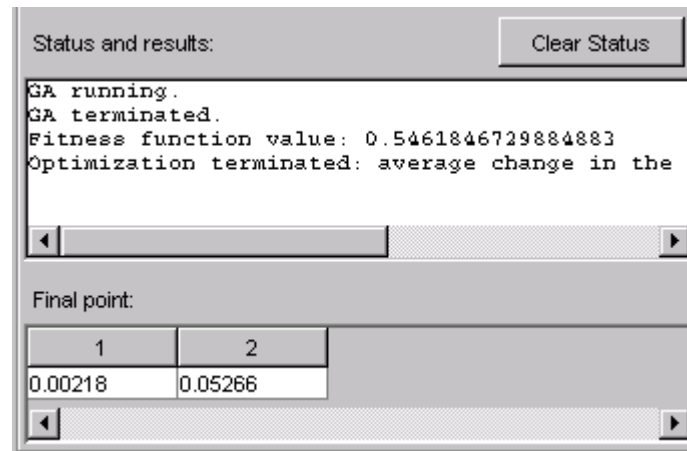 Status and results:
Clear Status
GA running.
GA terminated.
Fitness function value: 0.5461846729884883
Optimization terminated: average change in the
Final point:
1 2
0.00218 0.05266